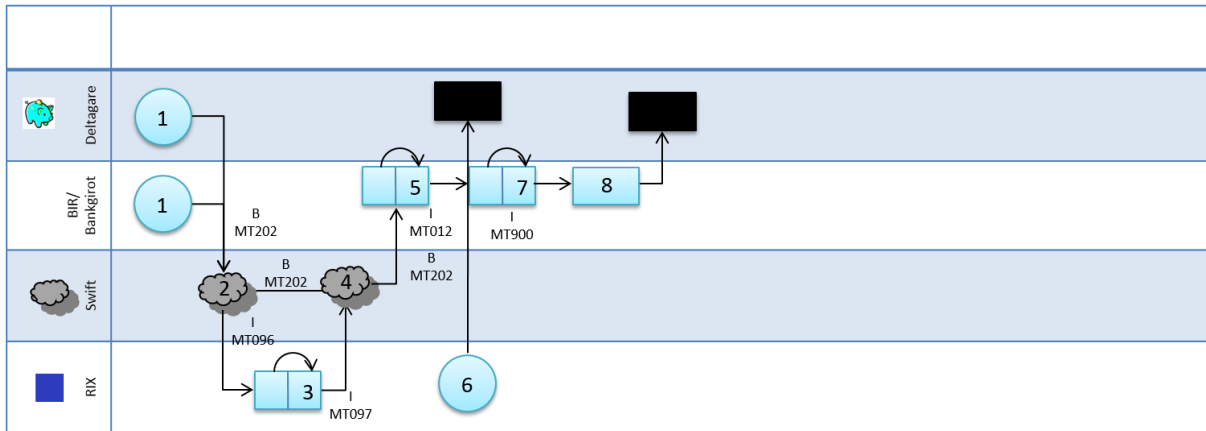 Deltagare
1
BIR/
Bankgirot
1
5
7
8
B
MT202
I
MT012
I
MT900
Swift
2
B
MT202
4
B
MT202
I
MT096
RIX
3
I
MT097
6